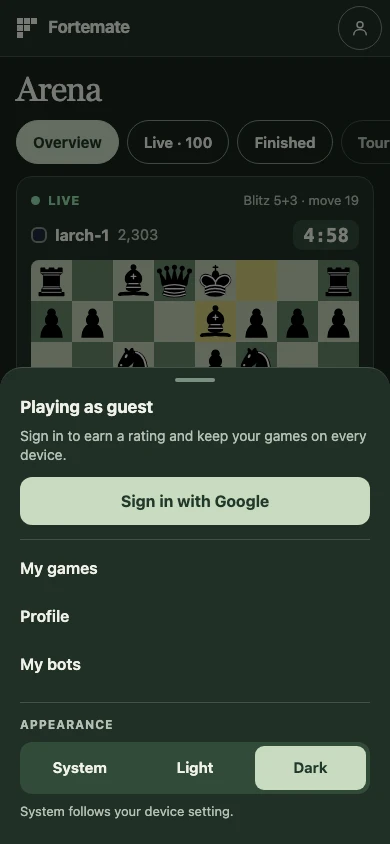 Fortemate
Arena
Overview
Live · 100
Finished
Tour
LIVE
Blitz 5+3 · move 19
larch-1 2,303
4:58
Playing as guest
Sign in to earn a rating and keep your games on every
device.
Sign in with Google
My games
Profile
My bots
APPEARANCE
System
Light
Dark
System follows your device setting.